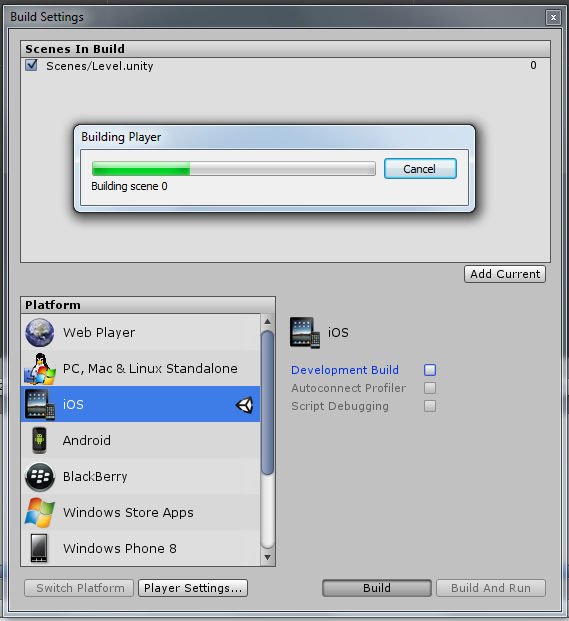 Build Settings
Scenes In Build
Scenes/Level.unity 0
Building Player
Cancel
Building scene 0
Add Current
Platform
Web Player
PC, Mac & Linux Standalone
iOS
Android
BlackBerry
Windows Store Apps
Windows Phone 8
iOS
Development Build
Autoconnect Profiler
Script Debugging
Switch Platform
Player Settings...
Build
Build And Run